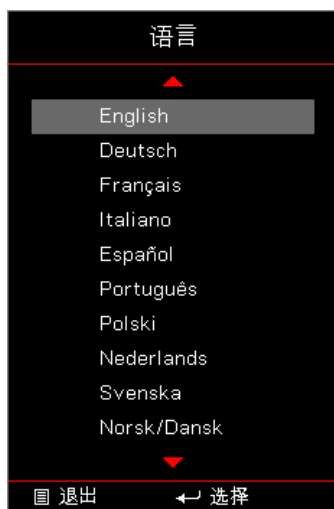 语言
English
Deutsch
Français
Italiano
Español
Português
Polski
Nederlands
Svenska
Norsk/Dansk
退出 选择